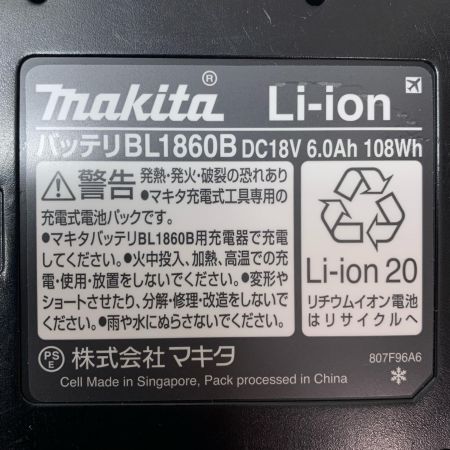 makita® Li-ion
バッテリBL1860B DC18V 6.0Ah 108Wh
⚠警告 発熱・発火・破裂の恐れあり
●マキタ充電式工具専用の
充電式電池パックです。
●マキタバッテリBL1860B用充電器で充電
してください。●火中投入、加熱、高温での充
電・使用・放置をしないでください。●変形や
ショートさせたり、分解・修理・改造をしないで
ください。●雨や水にぬらさないでください。
Li-ion 20
リチウムイオン電池
はリサイクルへ
PSE 株式会社 マキタ
807F96A6
Cell Made in Singapore, Pack processed in China